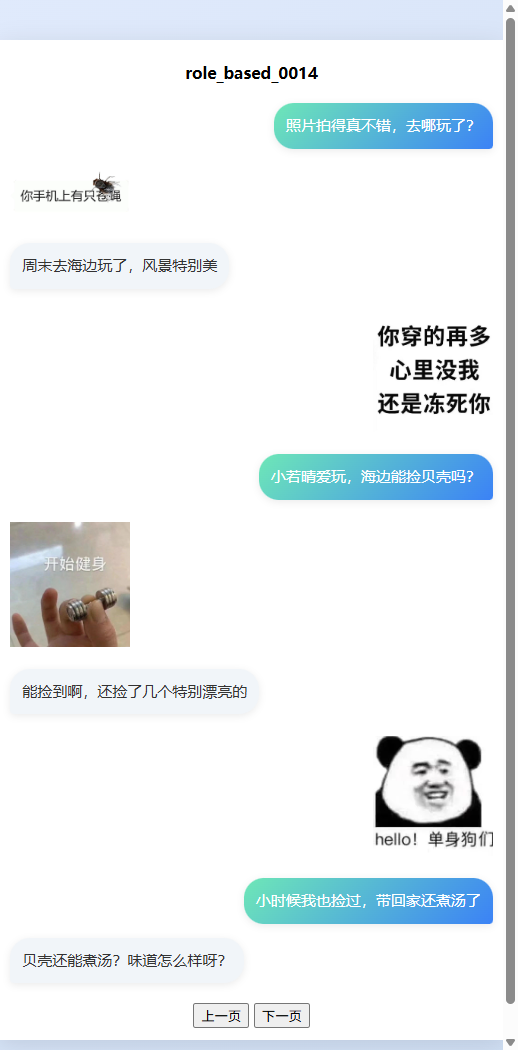 role_based_0014
照片拍得真不错，去哪玩了？
你手机上有只苍蝇
周末去海边玩了，风景特别美
你穿的再多
心里没我
还是冻死你
小若晴爱玩，海边能捡贝壳吗？
开始健身
能捡到啊，还捡了几个特别漂亮的
hello！单身狗们
小时候我也捡过，带回家还煮汤了
贝壳还能煮汤？味道怎么样呀？
上一页 下一页